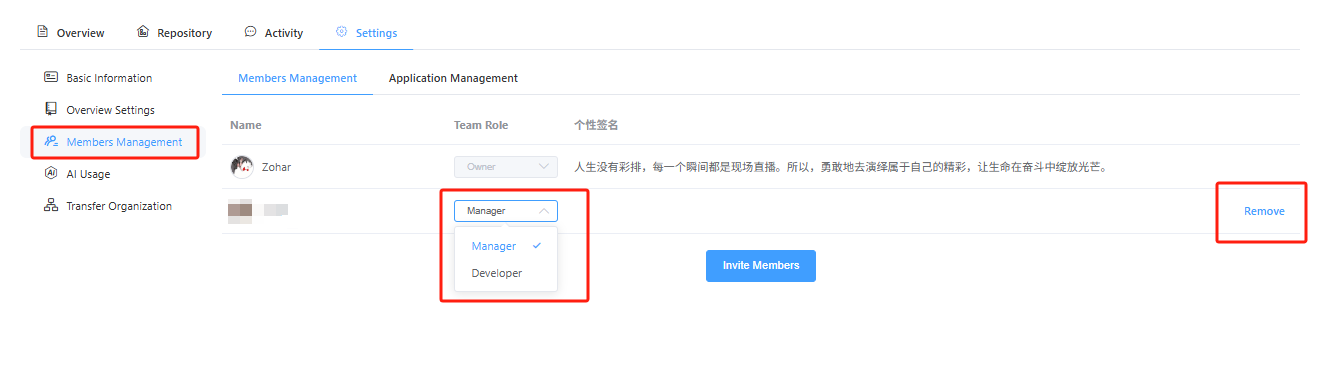 Overview Repository Activity Settings
Basic Information
Overview Settings
Members Management
AI Usage
Transfer Organization
Members Management Application Management
Name Team Role 个性签名
Zohar Owner 人生没有彩排，每一个瞬间都是现场直播。所以，勇敢地去演绎属于自己的精彩，让生命在奋斗中绽放光芒。
Manager Remove
Manager
Developer
Invite Members